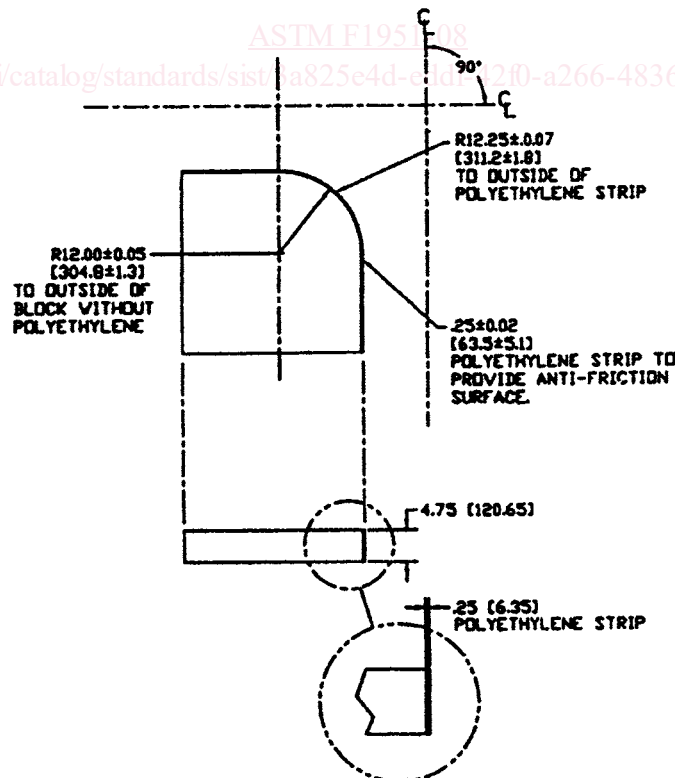 ASTM F1951-08
i/catalog/standards/sist/3a825e4d-eddf-42f0-a266-4836
90°
R12.25±.0.07
[311.2±1.8]
TO OUTSIDE OF
POLYETHYLENE STRIP
R12.00±0.05
[304.8±1.3]
TO OUTSIDE OF
BLOCK WITHOUT
POLYETHYLENE
.25±0.02
[63.5±5.1]
POLYETHYLENE STRIP TO
PROVIDE ANTI-FRICTION
SURFACE.
4.75 [120.65]
.25 [6.35]
POLYETHYLENE STRIP